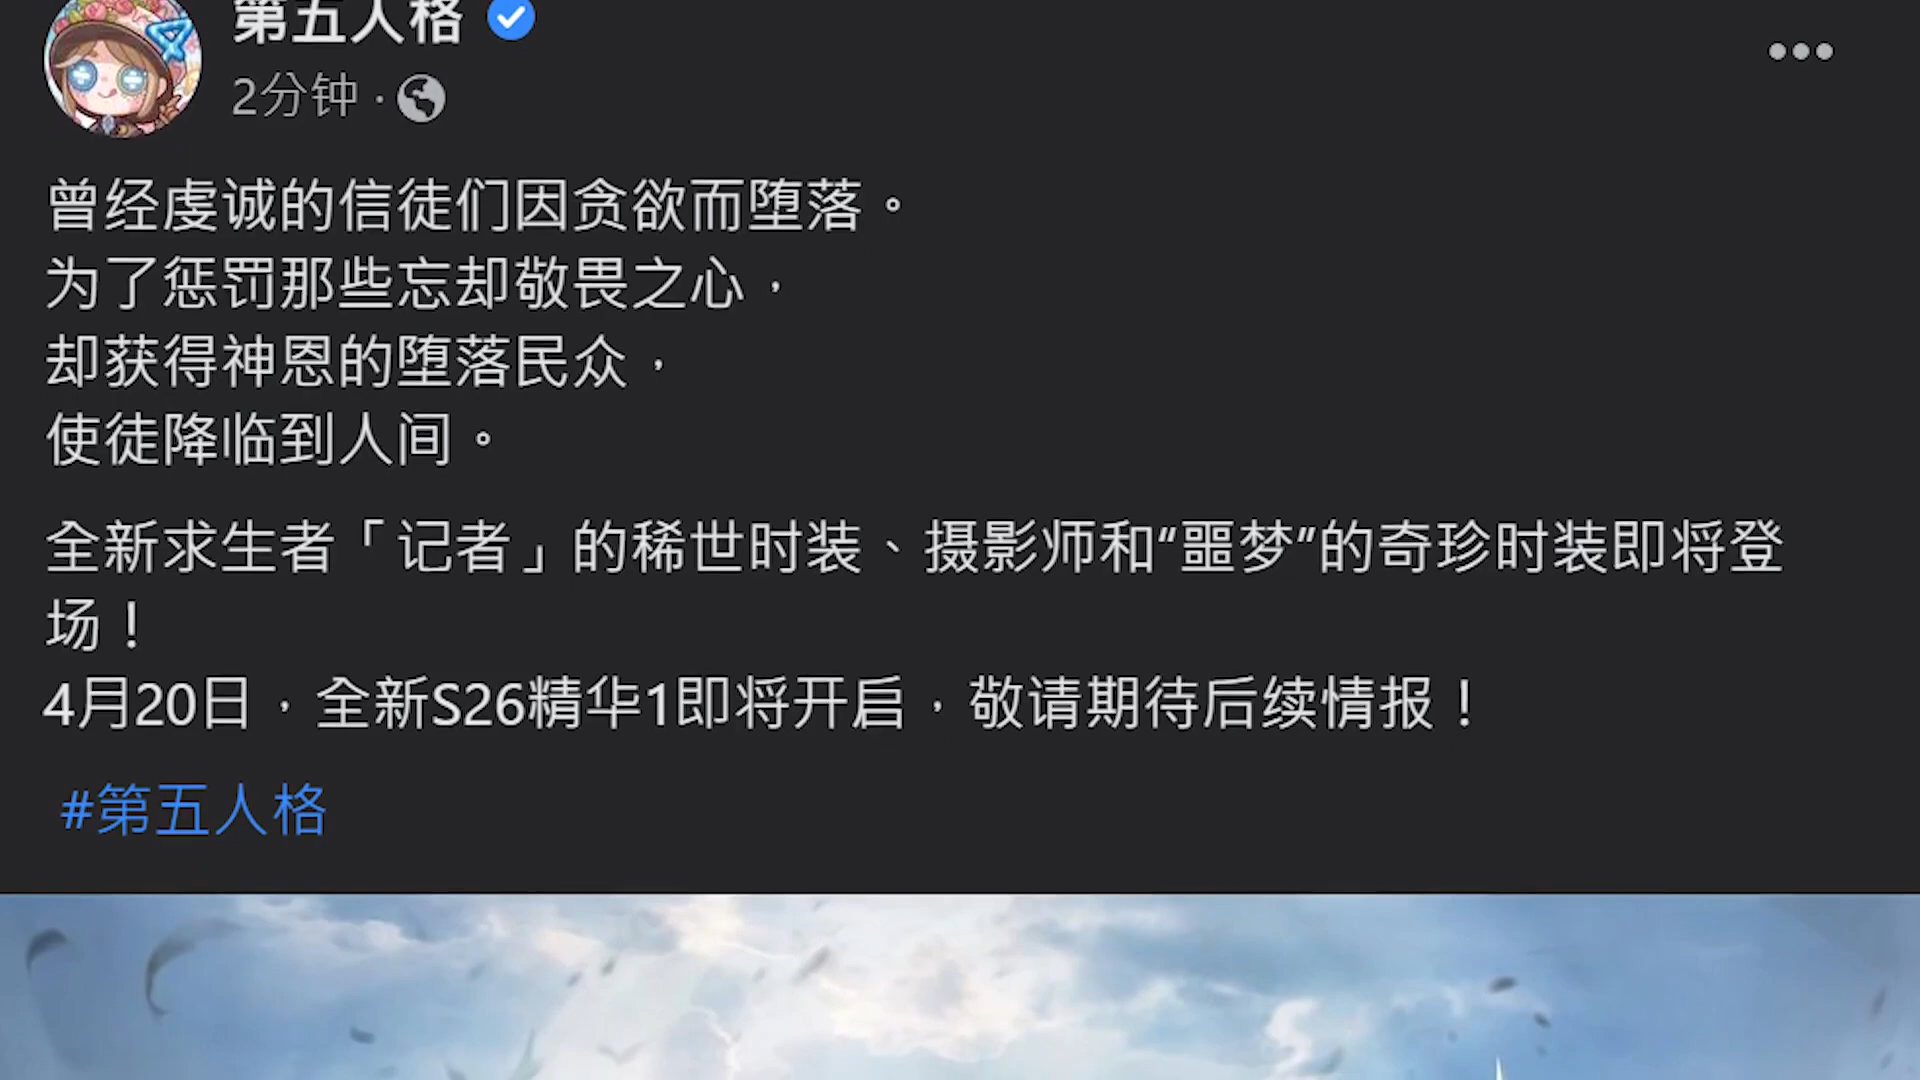 第五人格
2分钟 ·
曾经虔诚的信徒们因贪欲而堕落。
为了惩罚那些忘却敬畏之心，
却获得神恩的堕落民众，
使徒降临到人间。
全新求生者「记者」的稀世时装、摄影师和“噩梦”的奇珍时装即将登
场！
4月20日，全新S26精华1即将开启，敬请期待后续情报！
#第五人格